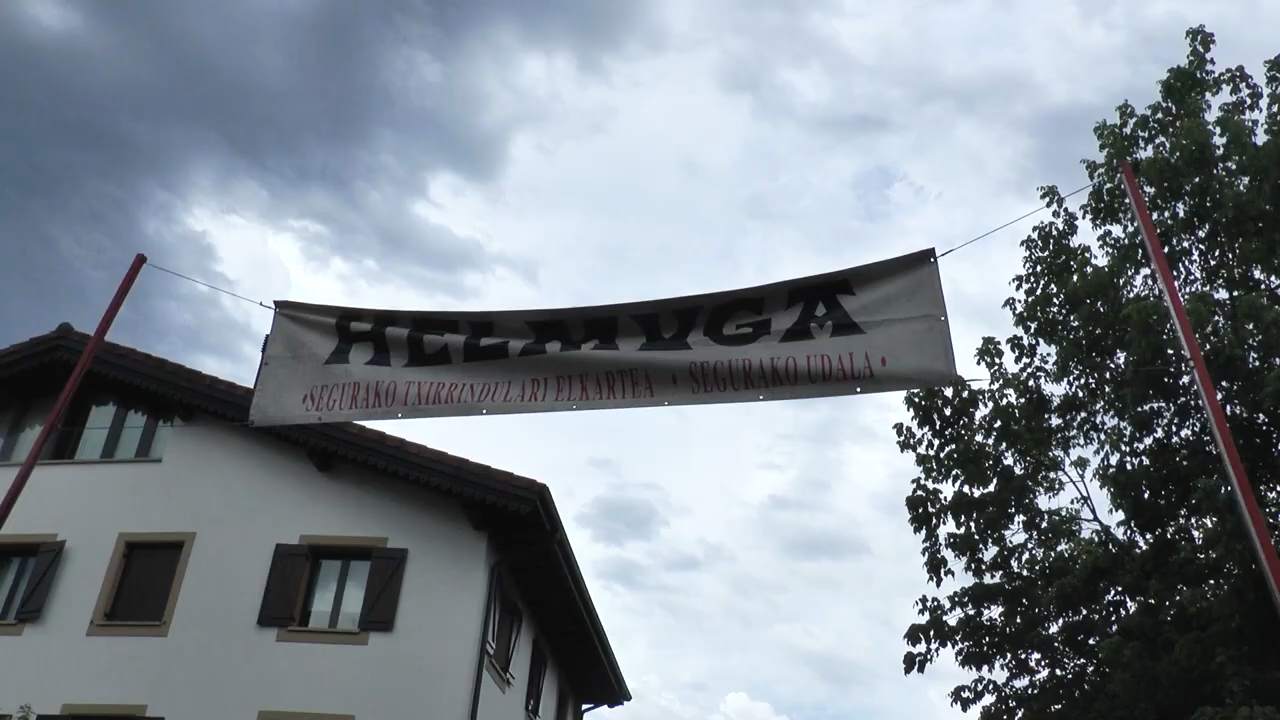 HELMUGA
•SEGURAKO TXIRRINDULARI ELKARTEA • SEGURAKO UDALA•